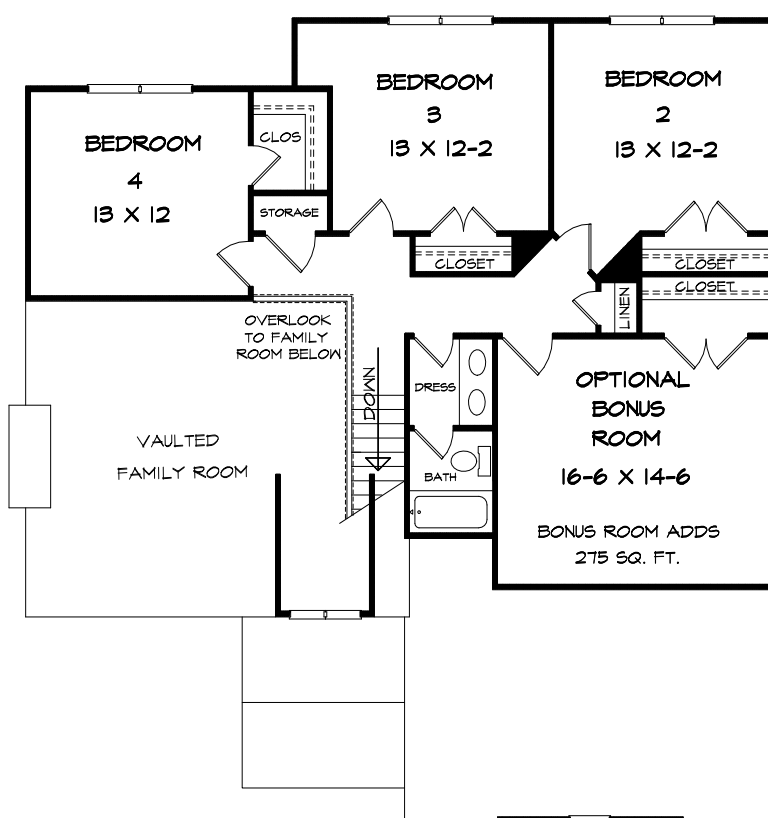 BEDROOM
3
13 X 12-2
BEDROOM
2
13 X 12-2
BEDROOM
4
13 X 12
CLOS
STORAGE
CLOSET
CLOSET
CLOSET
LINEN
OVERLOOK
TO FAMILY
ROOM BELOW
DOWN
DRESS
BATH
OPTIONAL
BONUS
ROOM
16-6 X 14-6
BONUS ROOM ADDS
275 SQ. FT.
VAULTED
FAMILY ROOM